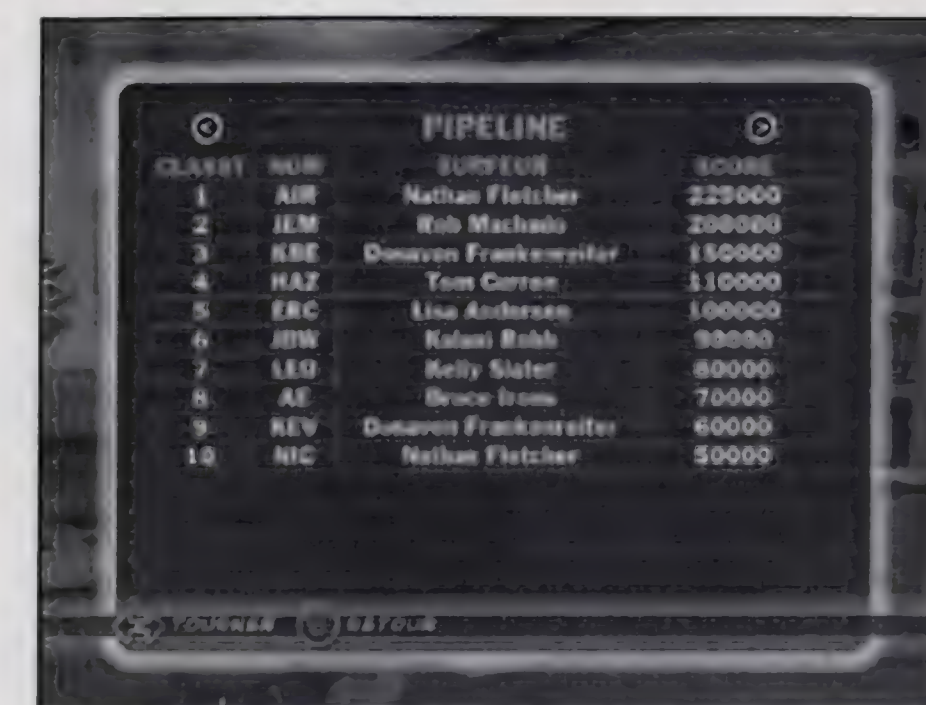 PIPELINE
CLASST NOM SURFEUR SCORE
1 AIR Nathan Fletcher 225000
2 JEM Rob Machado 200000
3 KBE Donavon Frankenreiter 150000
4 HAZ Tom Curren 110000
5 ERC Lisa Andersen 100000
6 Kalani Robb 90000
7 Kelly Slater 80000
8 AE Bruce Irons 70000
9 KEV Donavon Frankenreiter 60000
10 NIC Nathan Fletcher 50000
TOURNER RETOUR